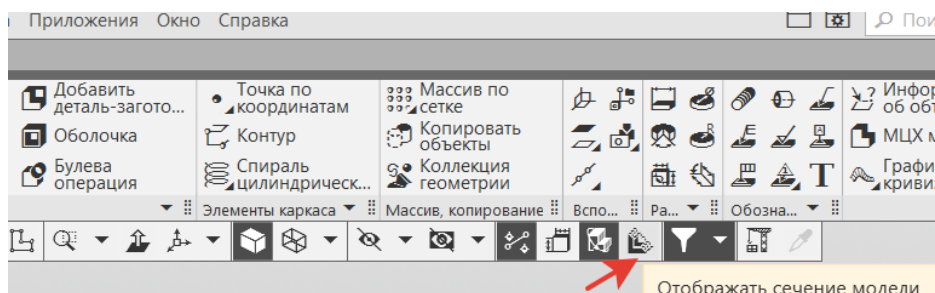 Приложения Окно Справка
Пои
Добавить
деталь-загото...
Оболочка
Булева
операция
Точка по
координатам
Контур
Спираль
цилиндрическ...
Массив по
сетке
Копировать
объекты
Коллекция
геометрии
Инфор
об объ
МЦХ м
Графи
кривиз
Элементы каркаса
Массив, копирование
Вспо...
Ра...
Обозна...
Отображать сечение модели